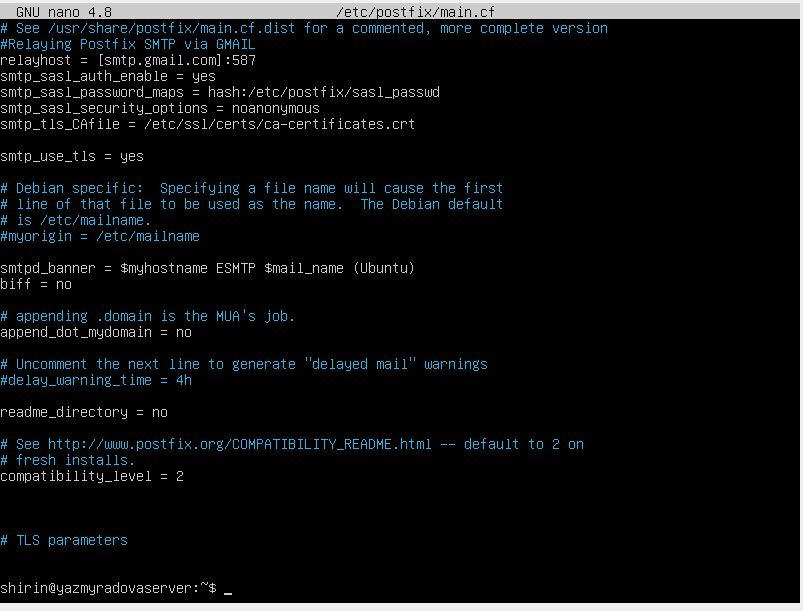 GNU nano 4.8 /etc/postfix/main.cf
# See /usr/share/postfix/main.cf.dist for a commented, more complete version
#Relaying Postfix SMTP via GMAIL
relayhost = [smtp.gmail.com]:587
smtp_sasl_auth_enable = yes
smtp_sasl_password_maps = hash:/etc/postfix/sasl_passwd
smtp_sasl_security_options = noanonymous
smtp_tls_CAfile = /etc/ssl/certs/ca-certificates.crt
smtp_use_tls = yes
# Debian specific:  Specifying a file name will cause the first
# line of that file to be used as the name.  The Debian default
# is /etc/mailname.
#myorigin = /etc/mailname
smtpd_banner = $myhostname ESMTP $mail_name (Ubuntu)
biff = no
# appending .domain is the MUA's job.
append_dot_mydomain = no
# Uncomment the next line to generate "delayed mail" warnings
#delay_warning_time = 4h
readme_directory = no
# See http://www.postfix.org/COMPATIBILITY_README.html -- default to 2 on
# fresh installs.
compatibility_level = 2
# TLS parameters
shirin@yazmyradovaserver:~$ _